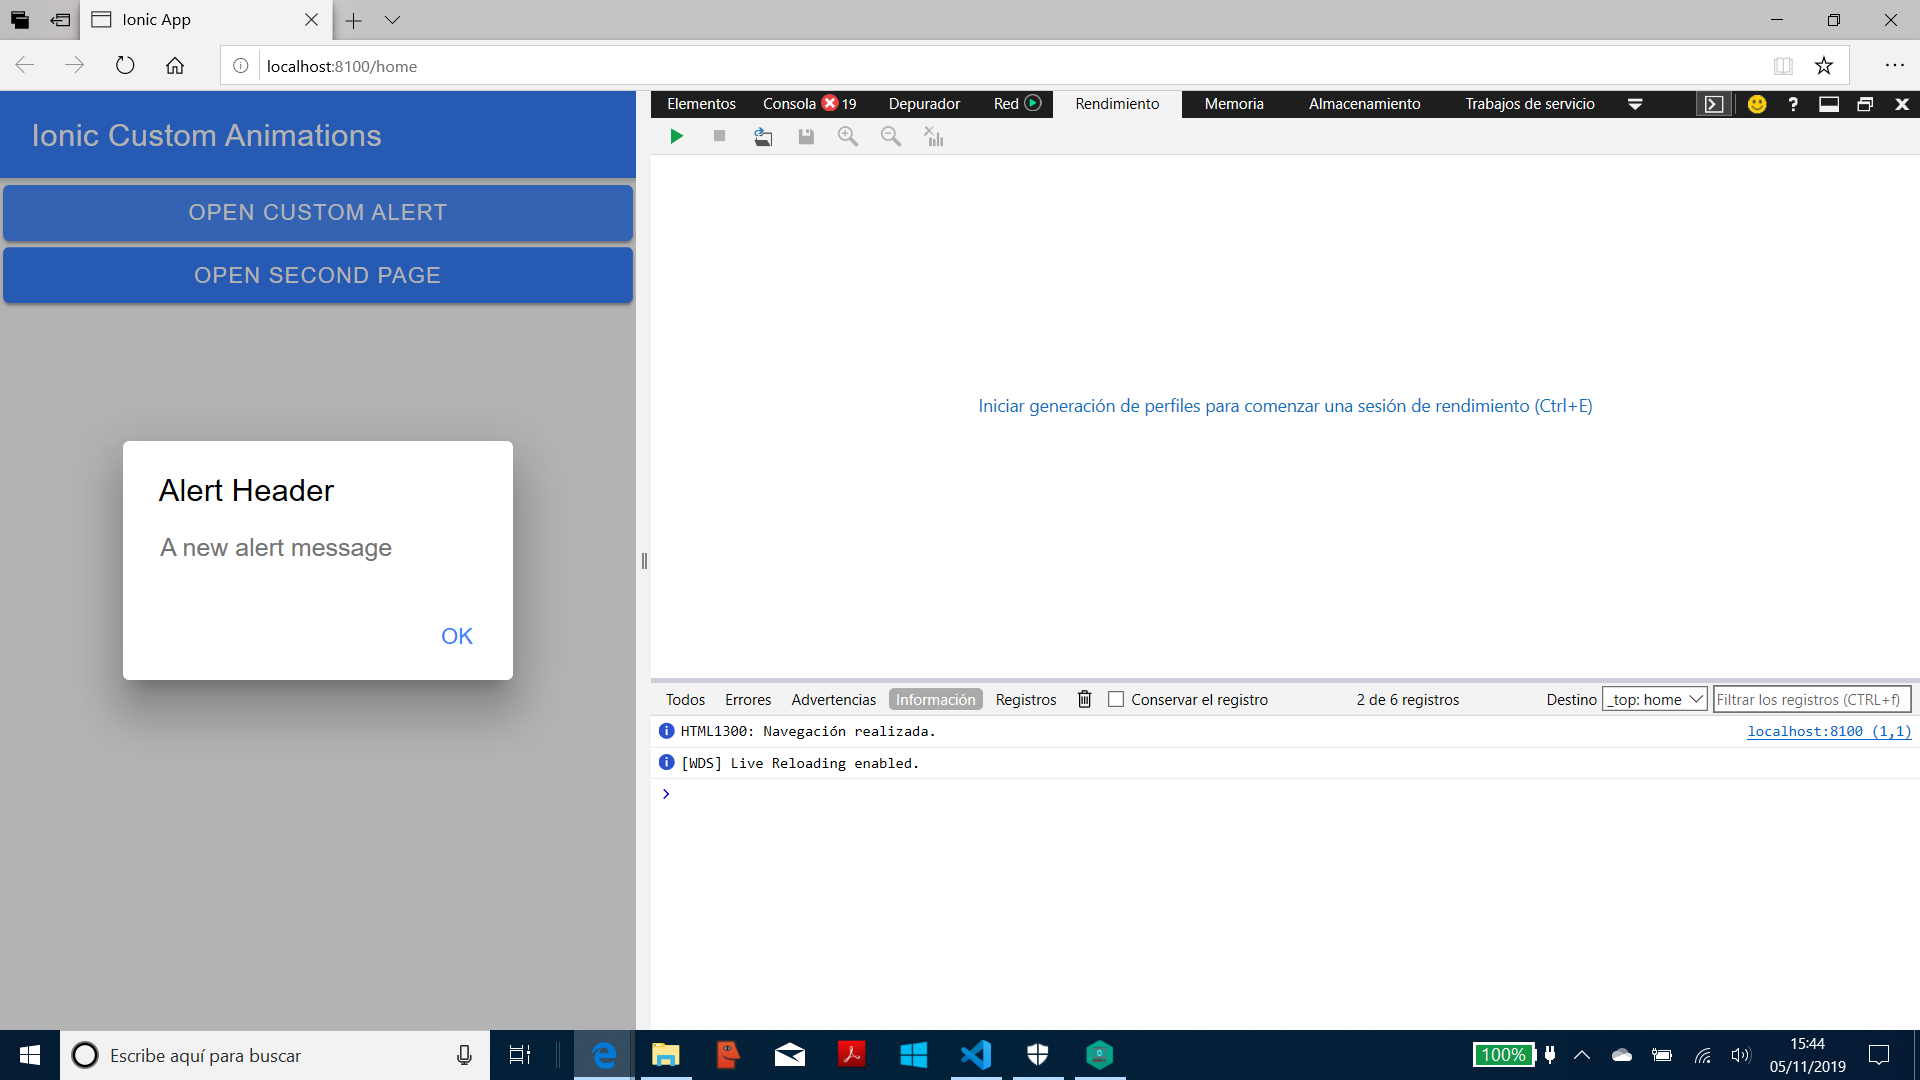 Ionic App
localhost:8100/home
Ionic Custom Animations
OPEN CUSTOM ALERT
OPEN SECOND PAGE
Alert Header
A new alert message
OK
Elementos Consola 19 Depurador Red Rendimiento Memoria Almacenamiento Trabajos de servicio
Iniciar generación de perfiles para comenzar una sesión de rendimiento (Ctrl+E)
Todos Errores Advertencias Información Registros Conservar el registro 2 de 6 registros Destino _top: home Filtrar los registros (CTRL+f)
HTML1300: Navegación realizada. localhost:8100 (1,1)
[WDS] Live Reloading enabled.
Escribe aquí para buscar
100%
15:44
05/11/2019